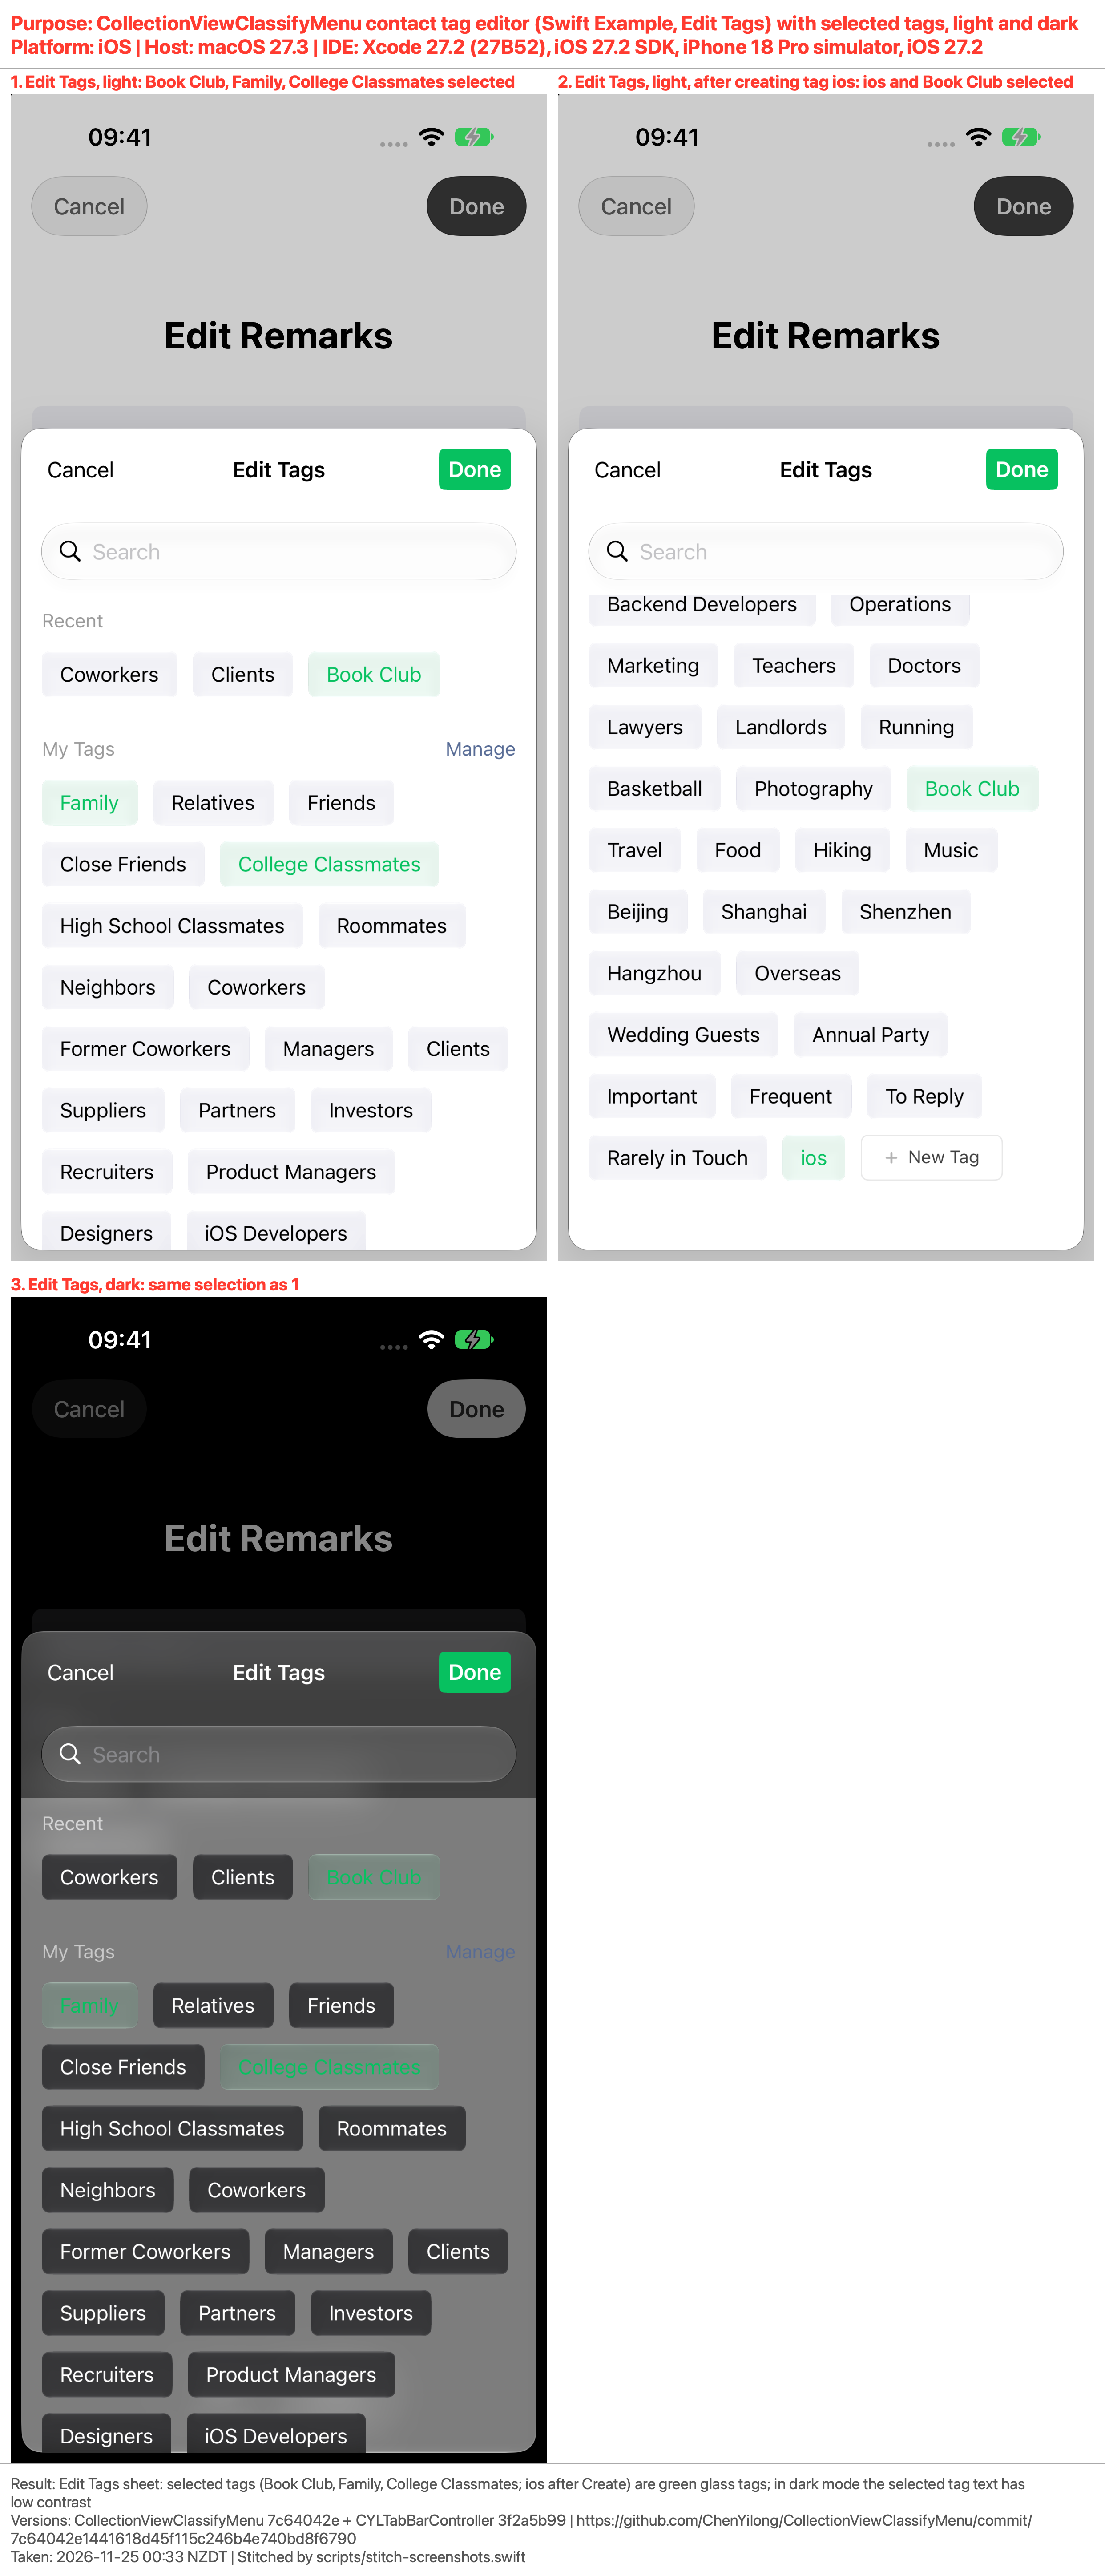 Purpose: CollectionViewClassifyMenu contact tag editor (Swift Example, Edit Tags) with selected tags, light and dark
Platform: iOS | Host: macOS 27.3 | IDE: Xcode 27.2 (27B52), iOS 27.2 SDK, iPhone 18 Pro simulator, iOS 27.2
1. Edit Tags, light: Book Club, Family, College Classmates selected
09:41
Cancel
Done
Edit Remarks
Cancel
Edit Tags
Done
Search
Recent
Coworkers Clients Book Club
My Tags Manage
Family Relatives Friends
Close Friends College Classmates
High School Classmates Roommates
Neighbors Coworkers
Former Coworkers Managers Clients
Suppliers Partners Investors
Recruiters Product Managers
Designers iOS Developers
2. Edit Tags, light, after creating tag ios: ios and Book Club selected
09:41
Cancel
Done
Edit Remarks
Cancel
Edit Tags
Done
Search
Backend Developers Operations
Marketing Teachers Doctors
Lawyers Landlords Running
Basketball Photography Book Club
Travel Food Hiking Music
Beijing Shanghai Shenzhen
Hangzhou Overseas
Wedding Guests Annual Party
Important Frequent To Reply
Rarely in Touch ios + New Tag
3. Edit Tags, dark: same selection as 1
09:41
Cancel
Done
Edit Remarks
Cancel
Edit Tags
Done
Search
Recent
Coworkers Clients Book Club
My Tags Manage
Family Relatives Friends
Close Friends College Classmates
High School Classmates Roommates
Neighbors Coworkers
Former Coworkers Managers Clients
Suppliers Partners Investors
Recruiters Product Managers
Designers iOS Developers
Result: Edit Tags sheet: selected tags (Book Club, Family, College Classmates; ios after Create) are green glass tags; in dark mode the selected tag text has
low contrast
Versions: CollectionViewClassifyMenu 7c64042e + CYLTabBarController 3f2a5b99 | https://github.com/ChenYilong/CollectionViewClassifyMenu/commit/
7c64042e1441618d45f115c246b4e740bd8f6790
Taken: 2026-11-25 00:33 NZDT | Stitched by scripts/stitch-screenshots.swift